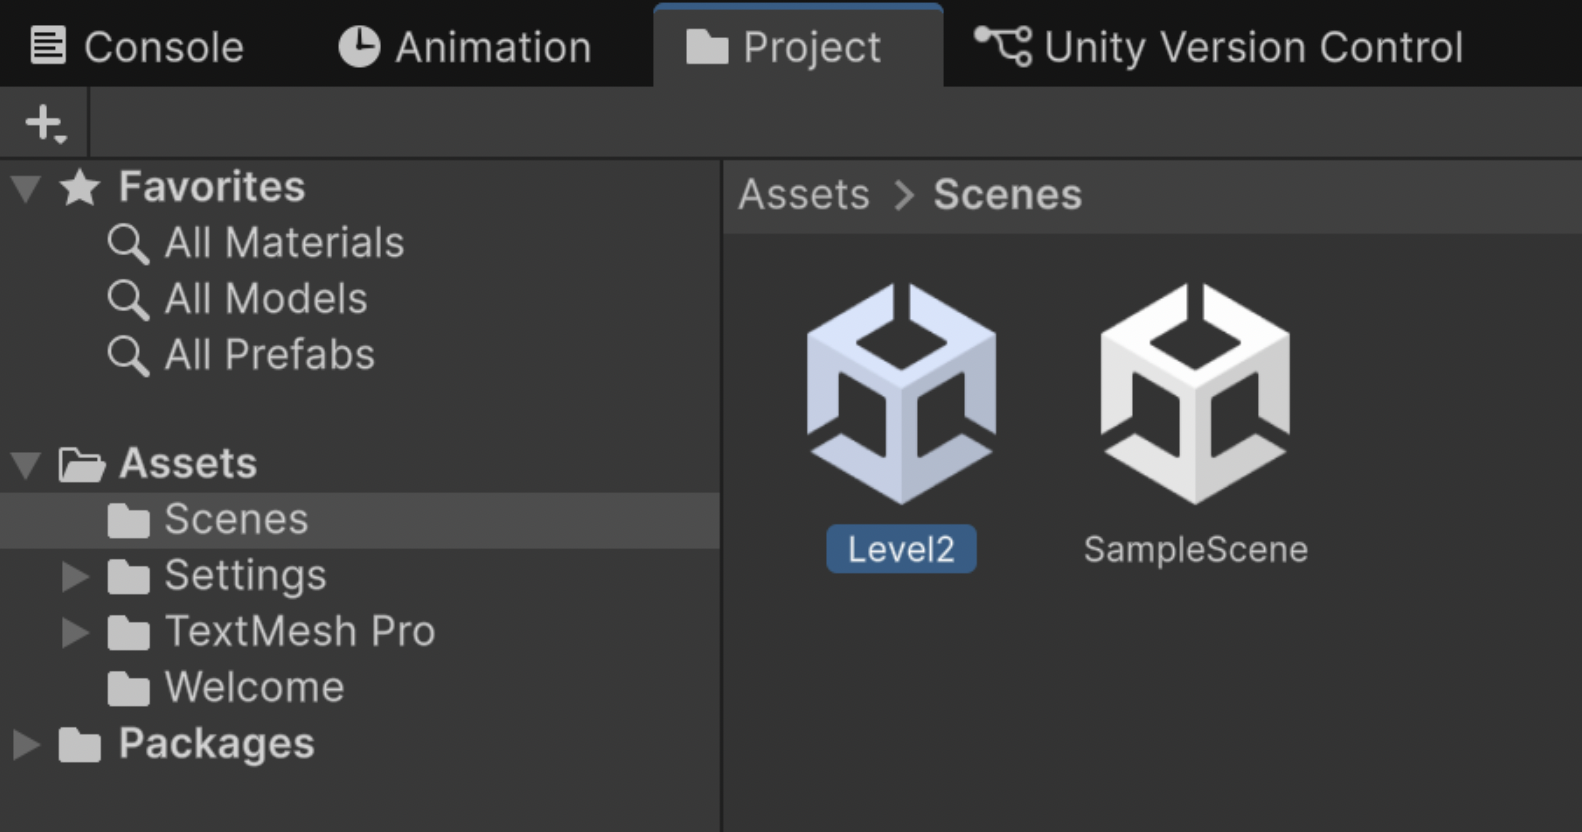 Console Animation Project Unity Version Control
Favorites
All Materials
All Models
All Prefabs
Assets
Scenes
Settings
TextMesh Pro
Welcome
Packages
Assets > Scenes
Level2
SampleScene